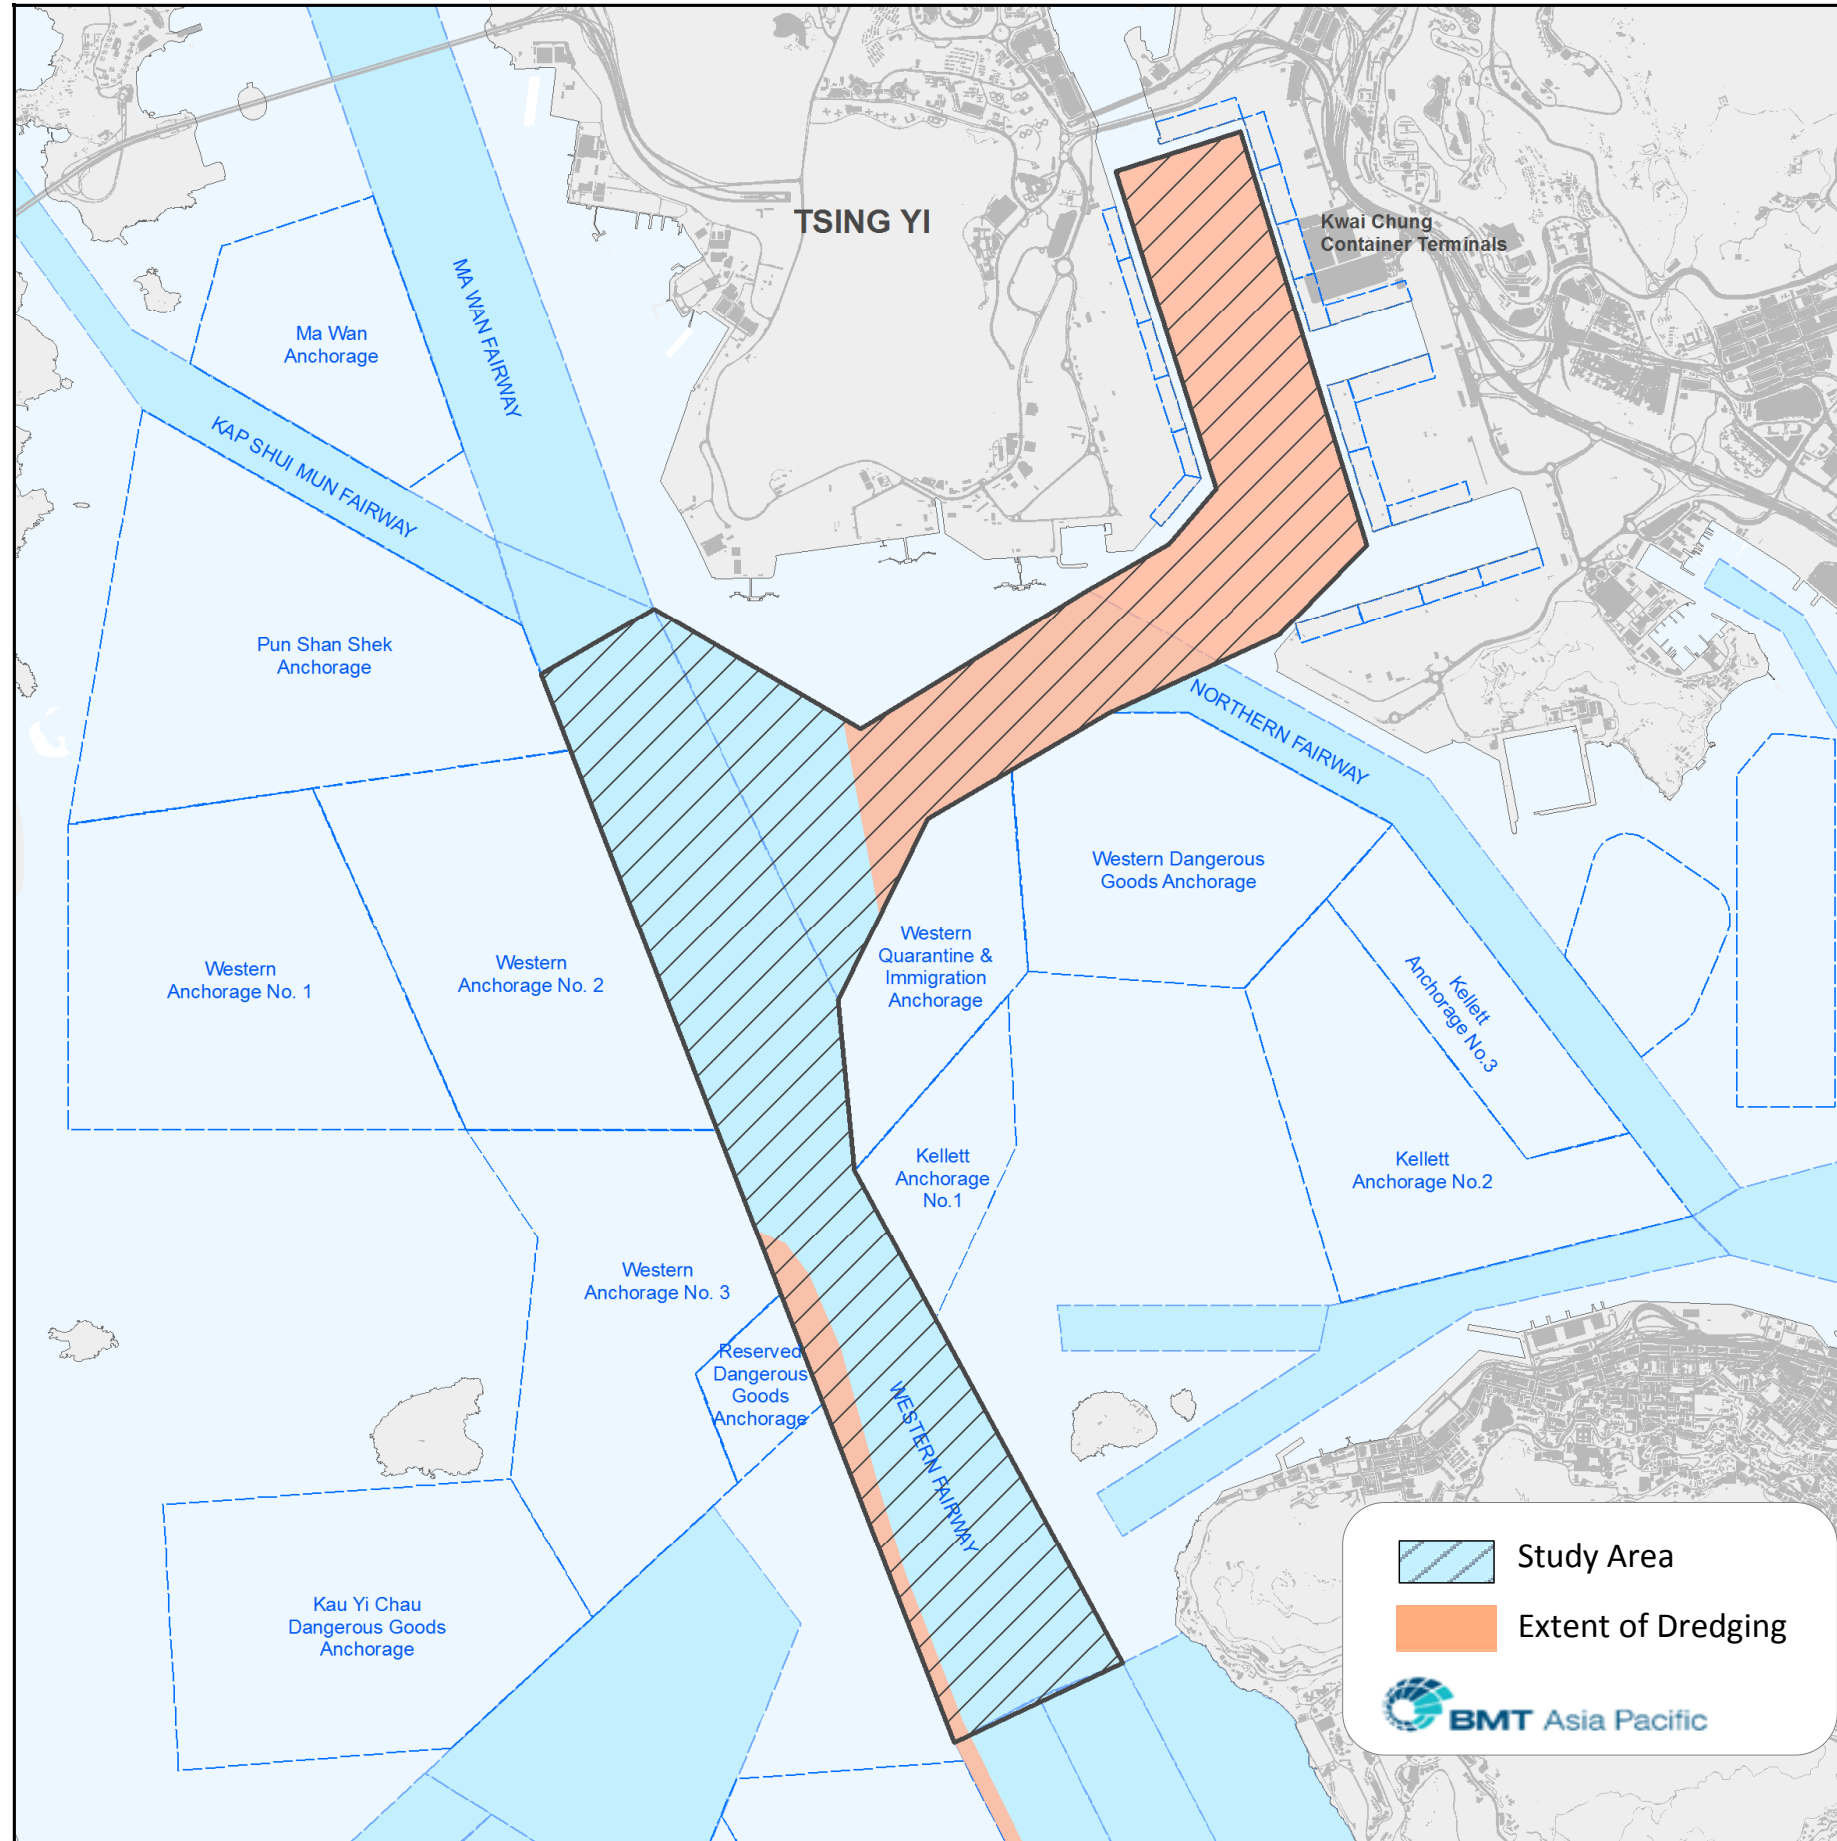 TSING YI
Kwai Chung
Container Terminals
MA WAN FAIRWAY
Ma Wan
Anchorage
KAP SHUI MUN FAIRWAY
Pun Shan Shek
Anchorage
NORTHERN FAIRWAY
Western Dangerous
Goods Anchorage
Western
Quarantine &
Immigration
Anchorage
Western
Anchorage No. 1
Western
Anchorage No. 2
Kellett
Anchorage No.3
Kellett
Anchorage
No.1
Kellett
Anchorage No.2
Western
Anchorage No. 3
Reserved
Dangerous
Goods
Anchorage
WESTERN FAIRWAY
Kau Yi Chau
Dangerous Goods
Anchorage
Study Area
Extent of Dredging
BMT Asia Pacific